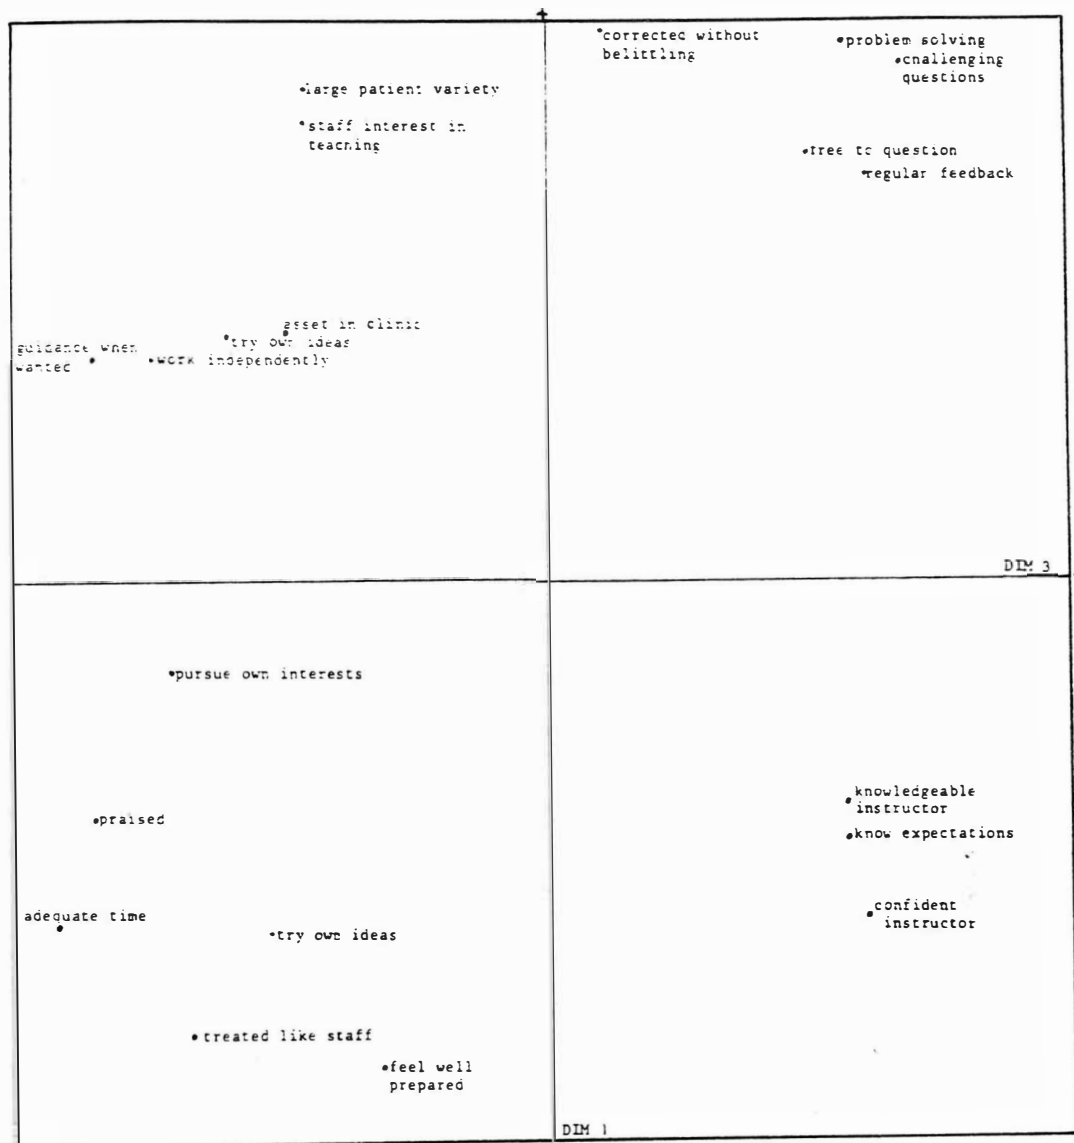 +
corrected without
belittling
problem solving
challenging
questions
large patient variety
staff interest in
teaching
free to question
regular feedback
asset in clinic
try own ideas
guidance when
wanted
work independently
DIM 3
pursue own interests
knowledgeable
instructor
praised
know expectations
confident
instructor
adequate time
try own ideas
treated like staff
feel well
prepared
DIM 1